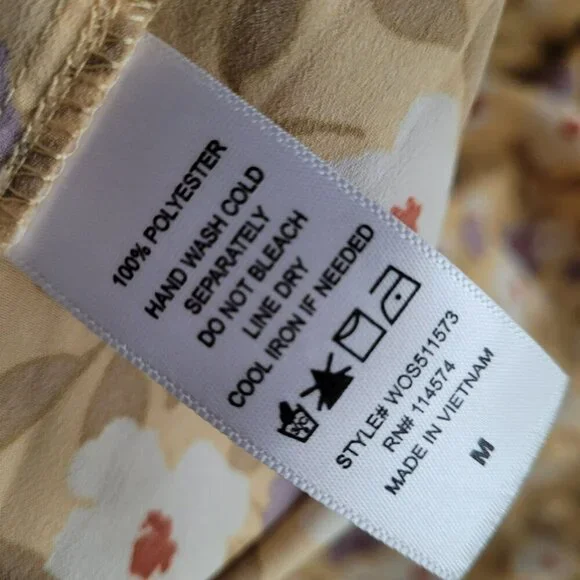 100% POLYESTER
HAND WASH COLD
SEPARATELY
DO NOT BLEACH
LINE DRY
COOL IRON IF NEEDED
STYLE# WOS511573
RN# 114574
MADE IN VIETNAM
M